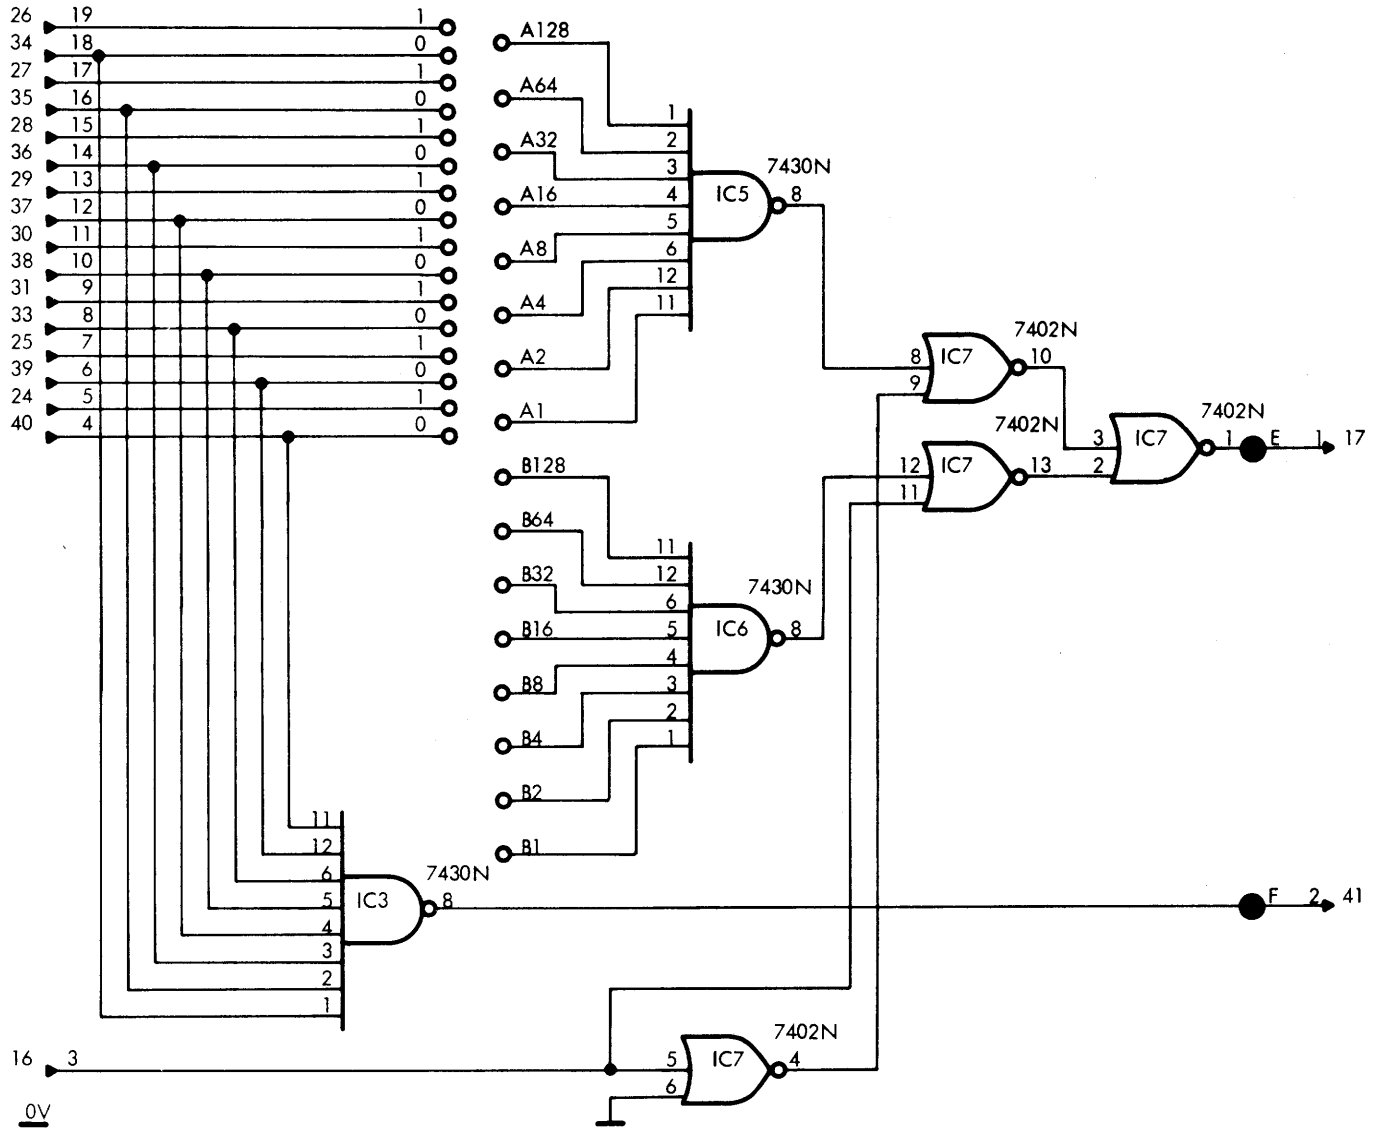 26 19 1
34 18 0
27 17 1
35 16 0
28 15 1
36 14 0
29 13 1
37 12 0
30 11 1
38 10 0
31 9 1
33 8 0
25 7 1
39 6 0
24 5 1
40 4 0
A128
A64
A32
A16
A8
A4
A2
A1
1
2
3
4
5
6
12
11
IC5
7430N
8
B128
B64
B32
B16
B8
B4
B2
B1
11
12
6
5
4
3
2
1
IC6
7430N
8
8
9
IC7
7402N
10
12
11
IC7
7402N
13
3
2
IC7
7402N
1 E 1 17
11
12
6
5
4
3
2
1
IC3
7430N
8
F 2 41
16 3
5
6
IC7
7402N
4
0V